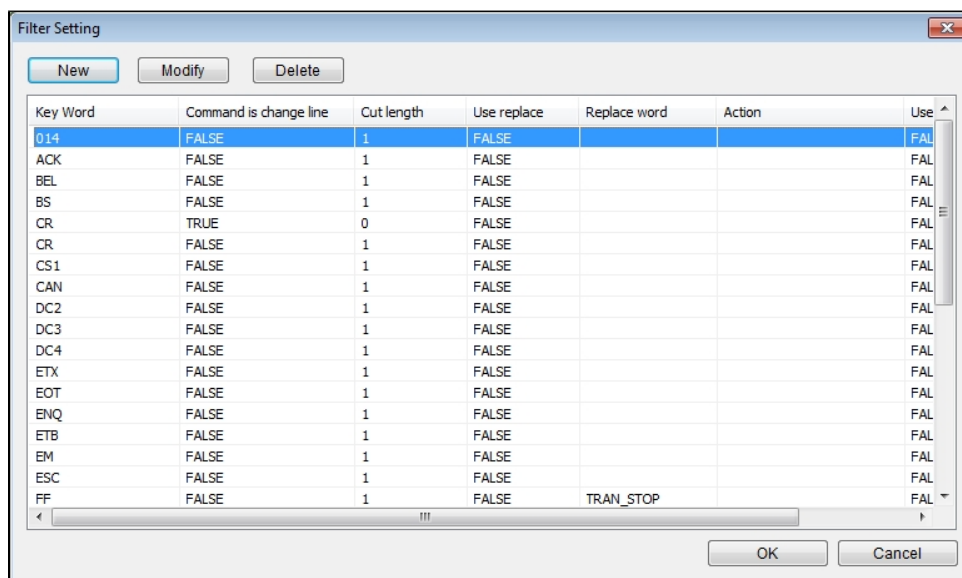 Filter Setting
New Modify Delete
Key Word Command is change line Cut length Use replace Replace word Action Use
014 FALSE 1 FALSE FAL
ACK FALSE 1 FALSE FAL
BEL FALSE 1 FALSE FAL
BS FALSE 1 FALSE FAL
CR TRUE 0 FALSE FAL
CR FALSE 1 FALSE FAL
CS1 FALSE 1 FALSE FAL
CAN FALSE 1 FALSE FAL
DC2 FALSE 1 FALSE FAL
DC3 FALSE 1 FALSE FAL
DC4 FALSE 1 FALSE FAL
ETX FALSE 1 FALSE FAL
EOT FALSE 1 FALSE FAL
ENQ FALSE 1 FALSE FAL
ETB FALSE 1 FALSE FAL
EM FALSE 1 FALSE FAL
ESC FALSE 1 FALSE FAL
FF FALSE 1 FALSE TRAN_STOP FAL
OK Cancel